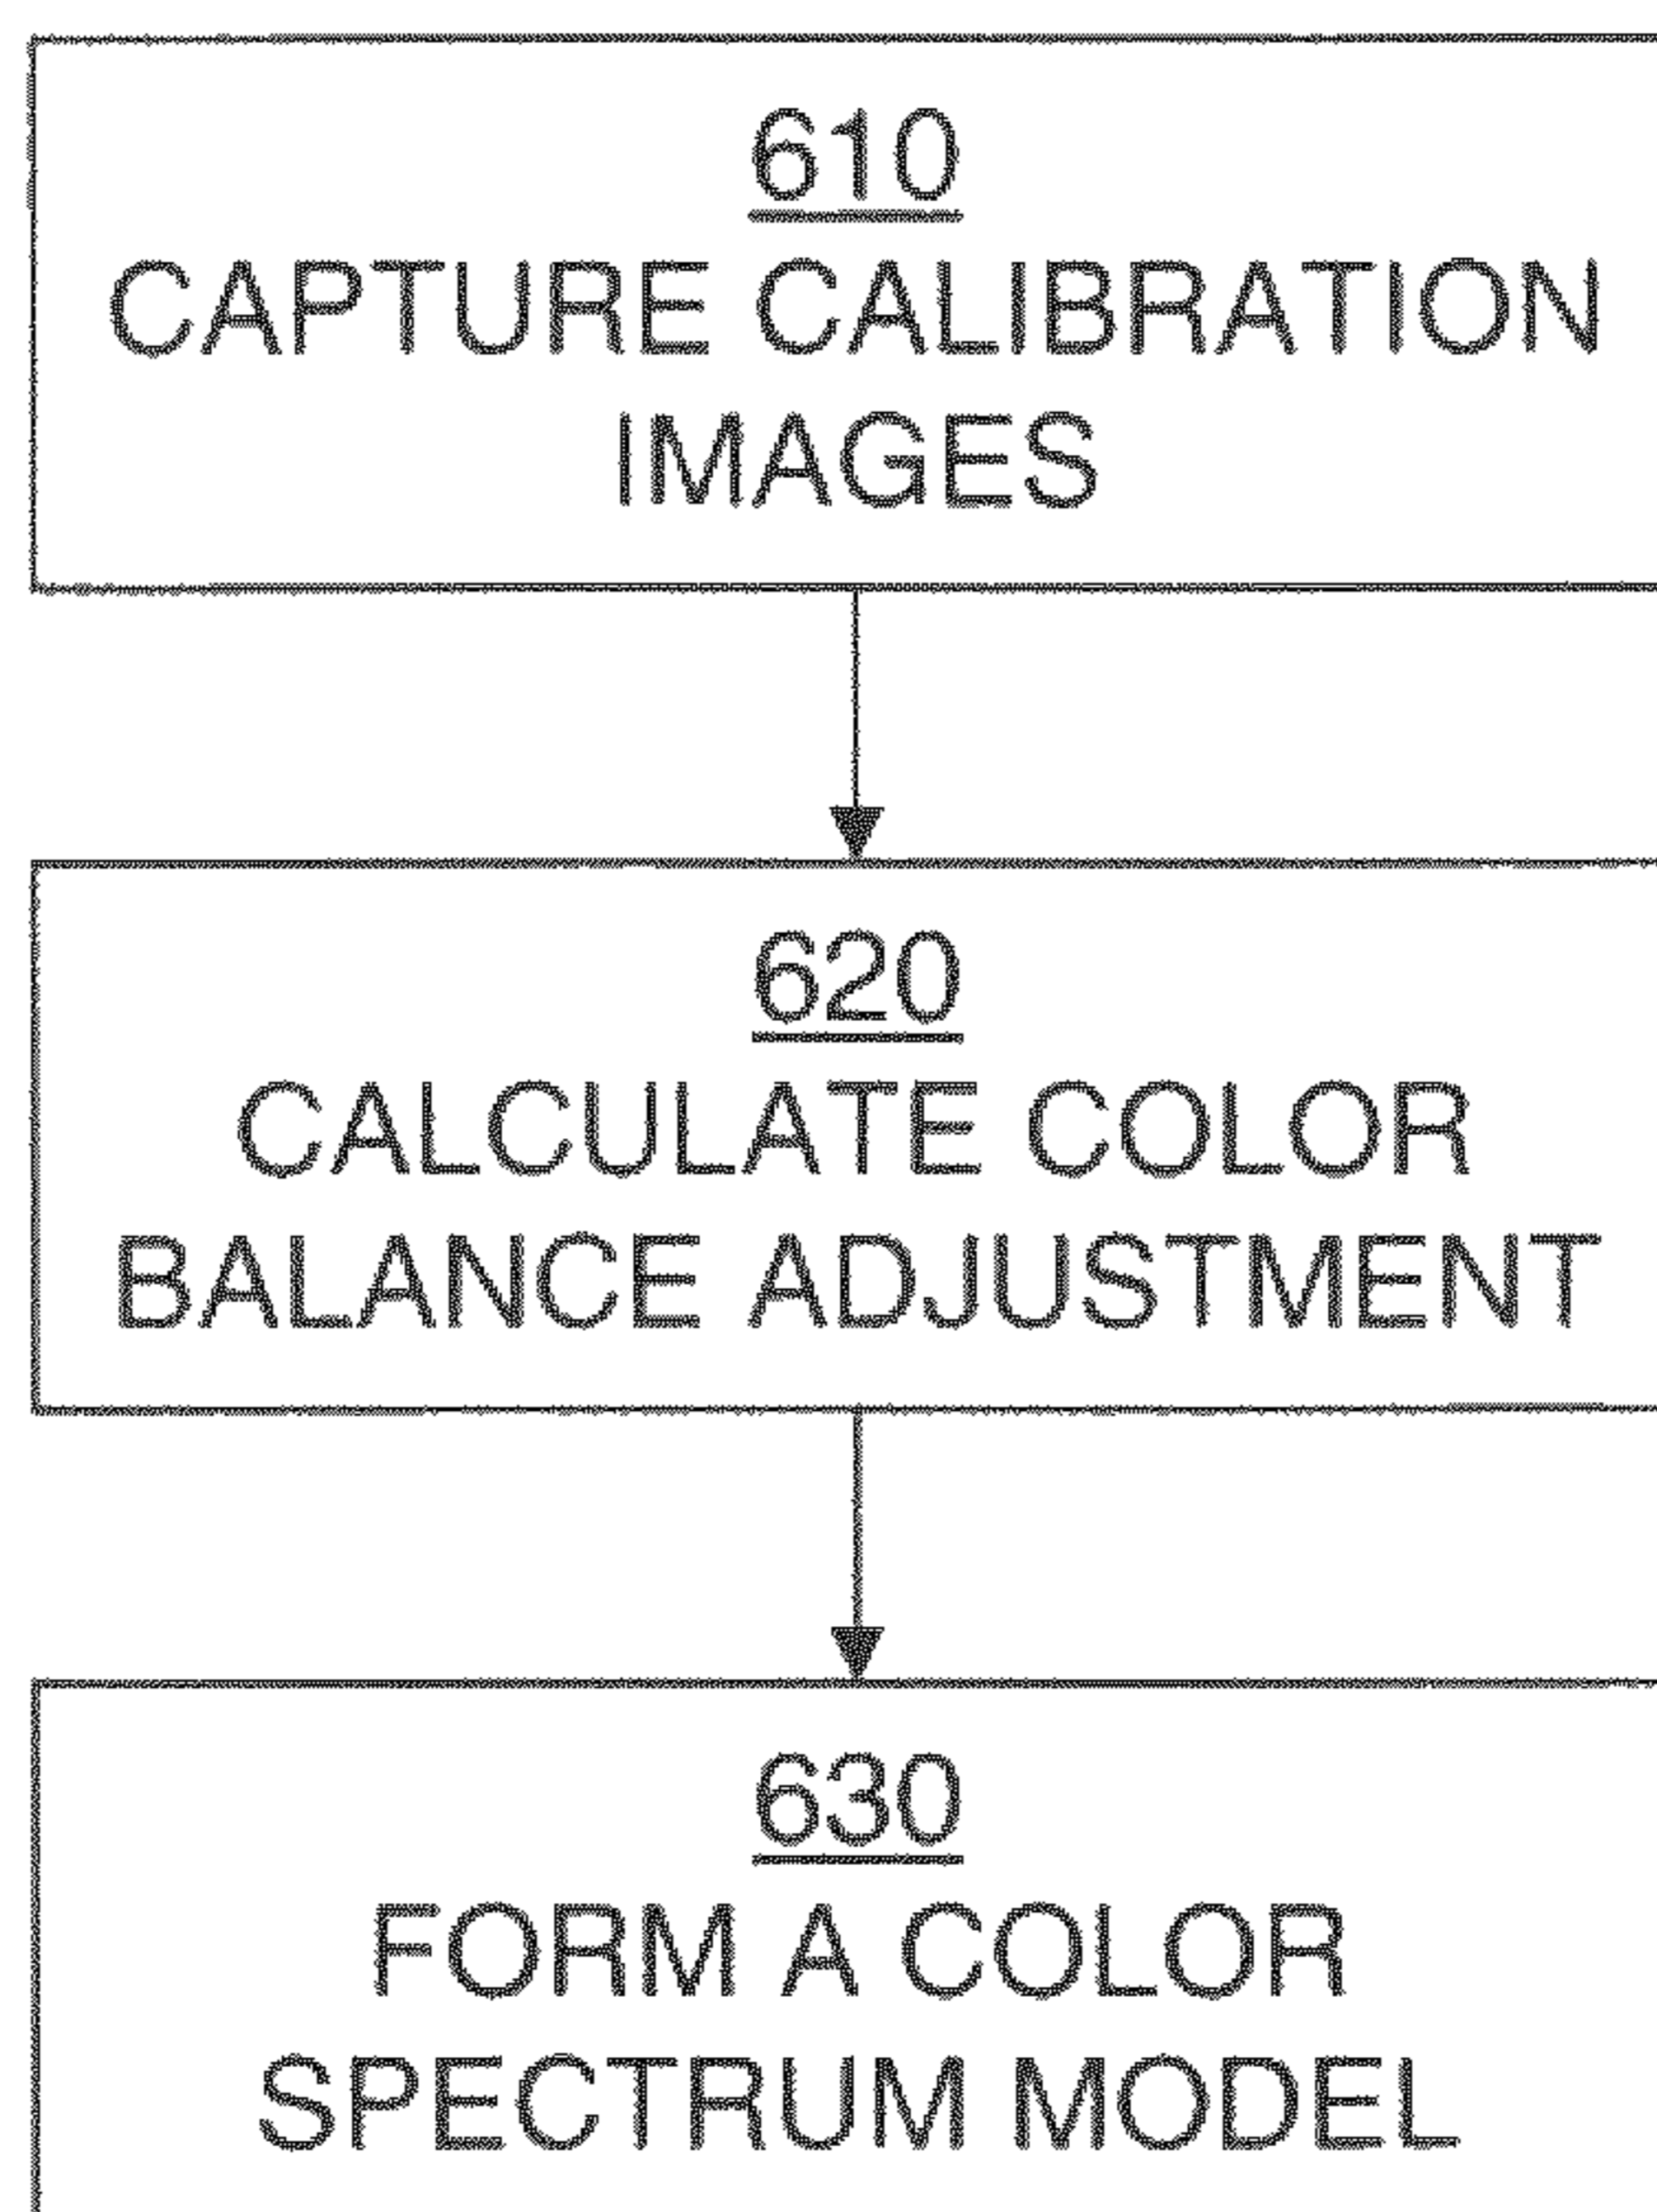 610
CAPTURE CALIBRATION
IMAGES
620
CALCULATE COLOR
BALANCE ADJUSTMENT
630
FORM A COLOR
SPECTRUM MODEL